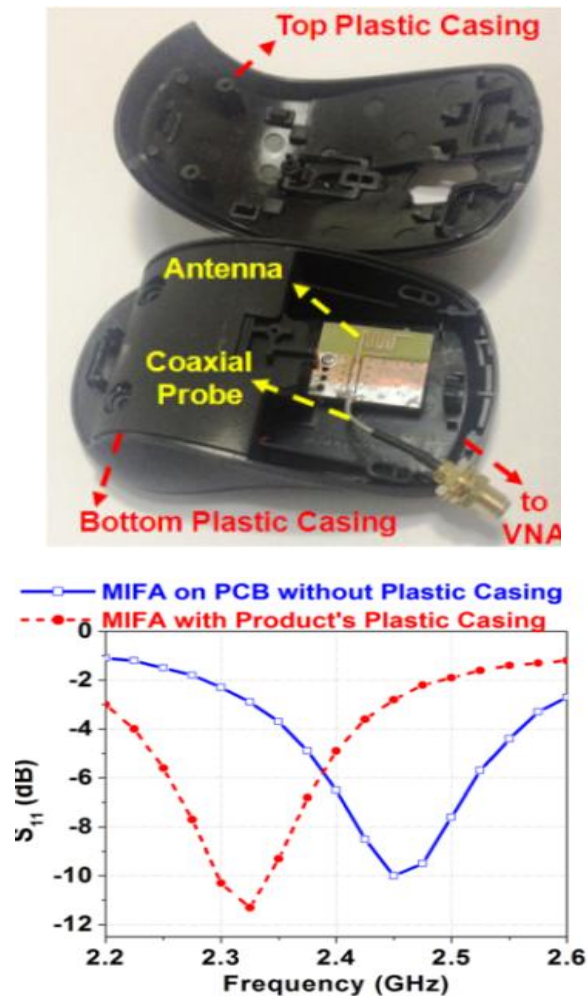 Top Plastic Casing
Antenna
Coaxial
Probe
Bottom Plastic Casing
to
VNA
MIFA on PCB without Plastic Casing
MIFA with Product's Plastic Casing
0
-2
-4
-6
-8
-10
-12
S11 (dB)
2.2 2.3 2.4 2.5 2.6
Frequency (GHz)